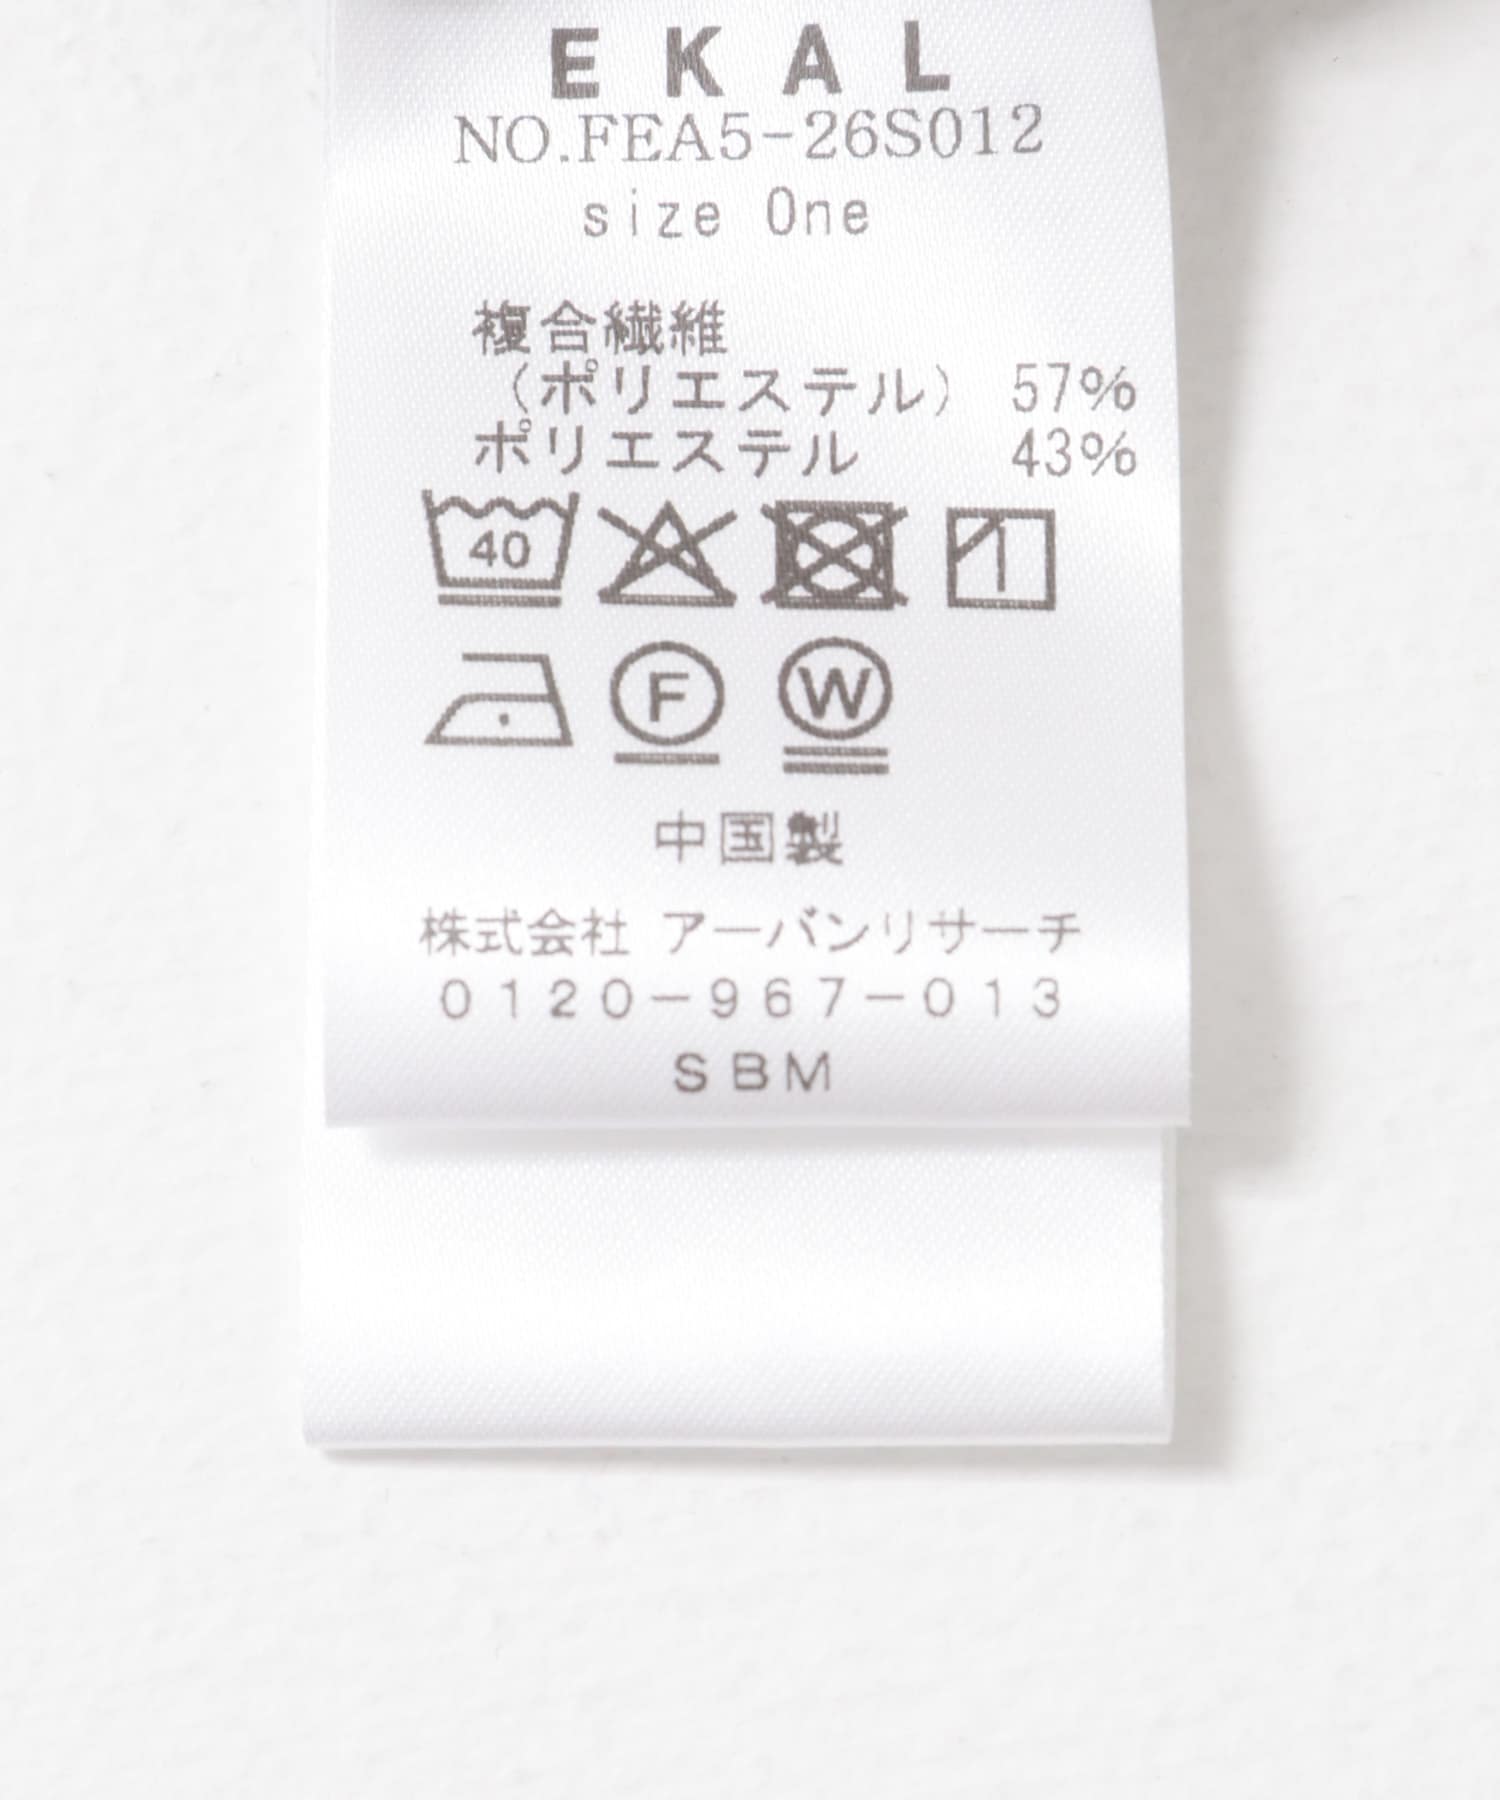 EKAL
NO.FEA5-26S012
size One
複合繊維
(ポリエステル) 57%
ポリエステル 43%
40
F
W
中国製
株式会社 アーバンリサーチ
0120-967-013
SBM